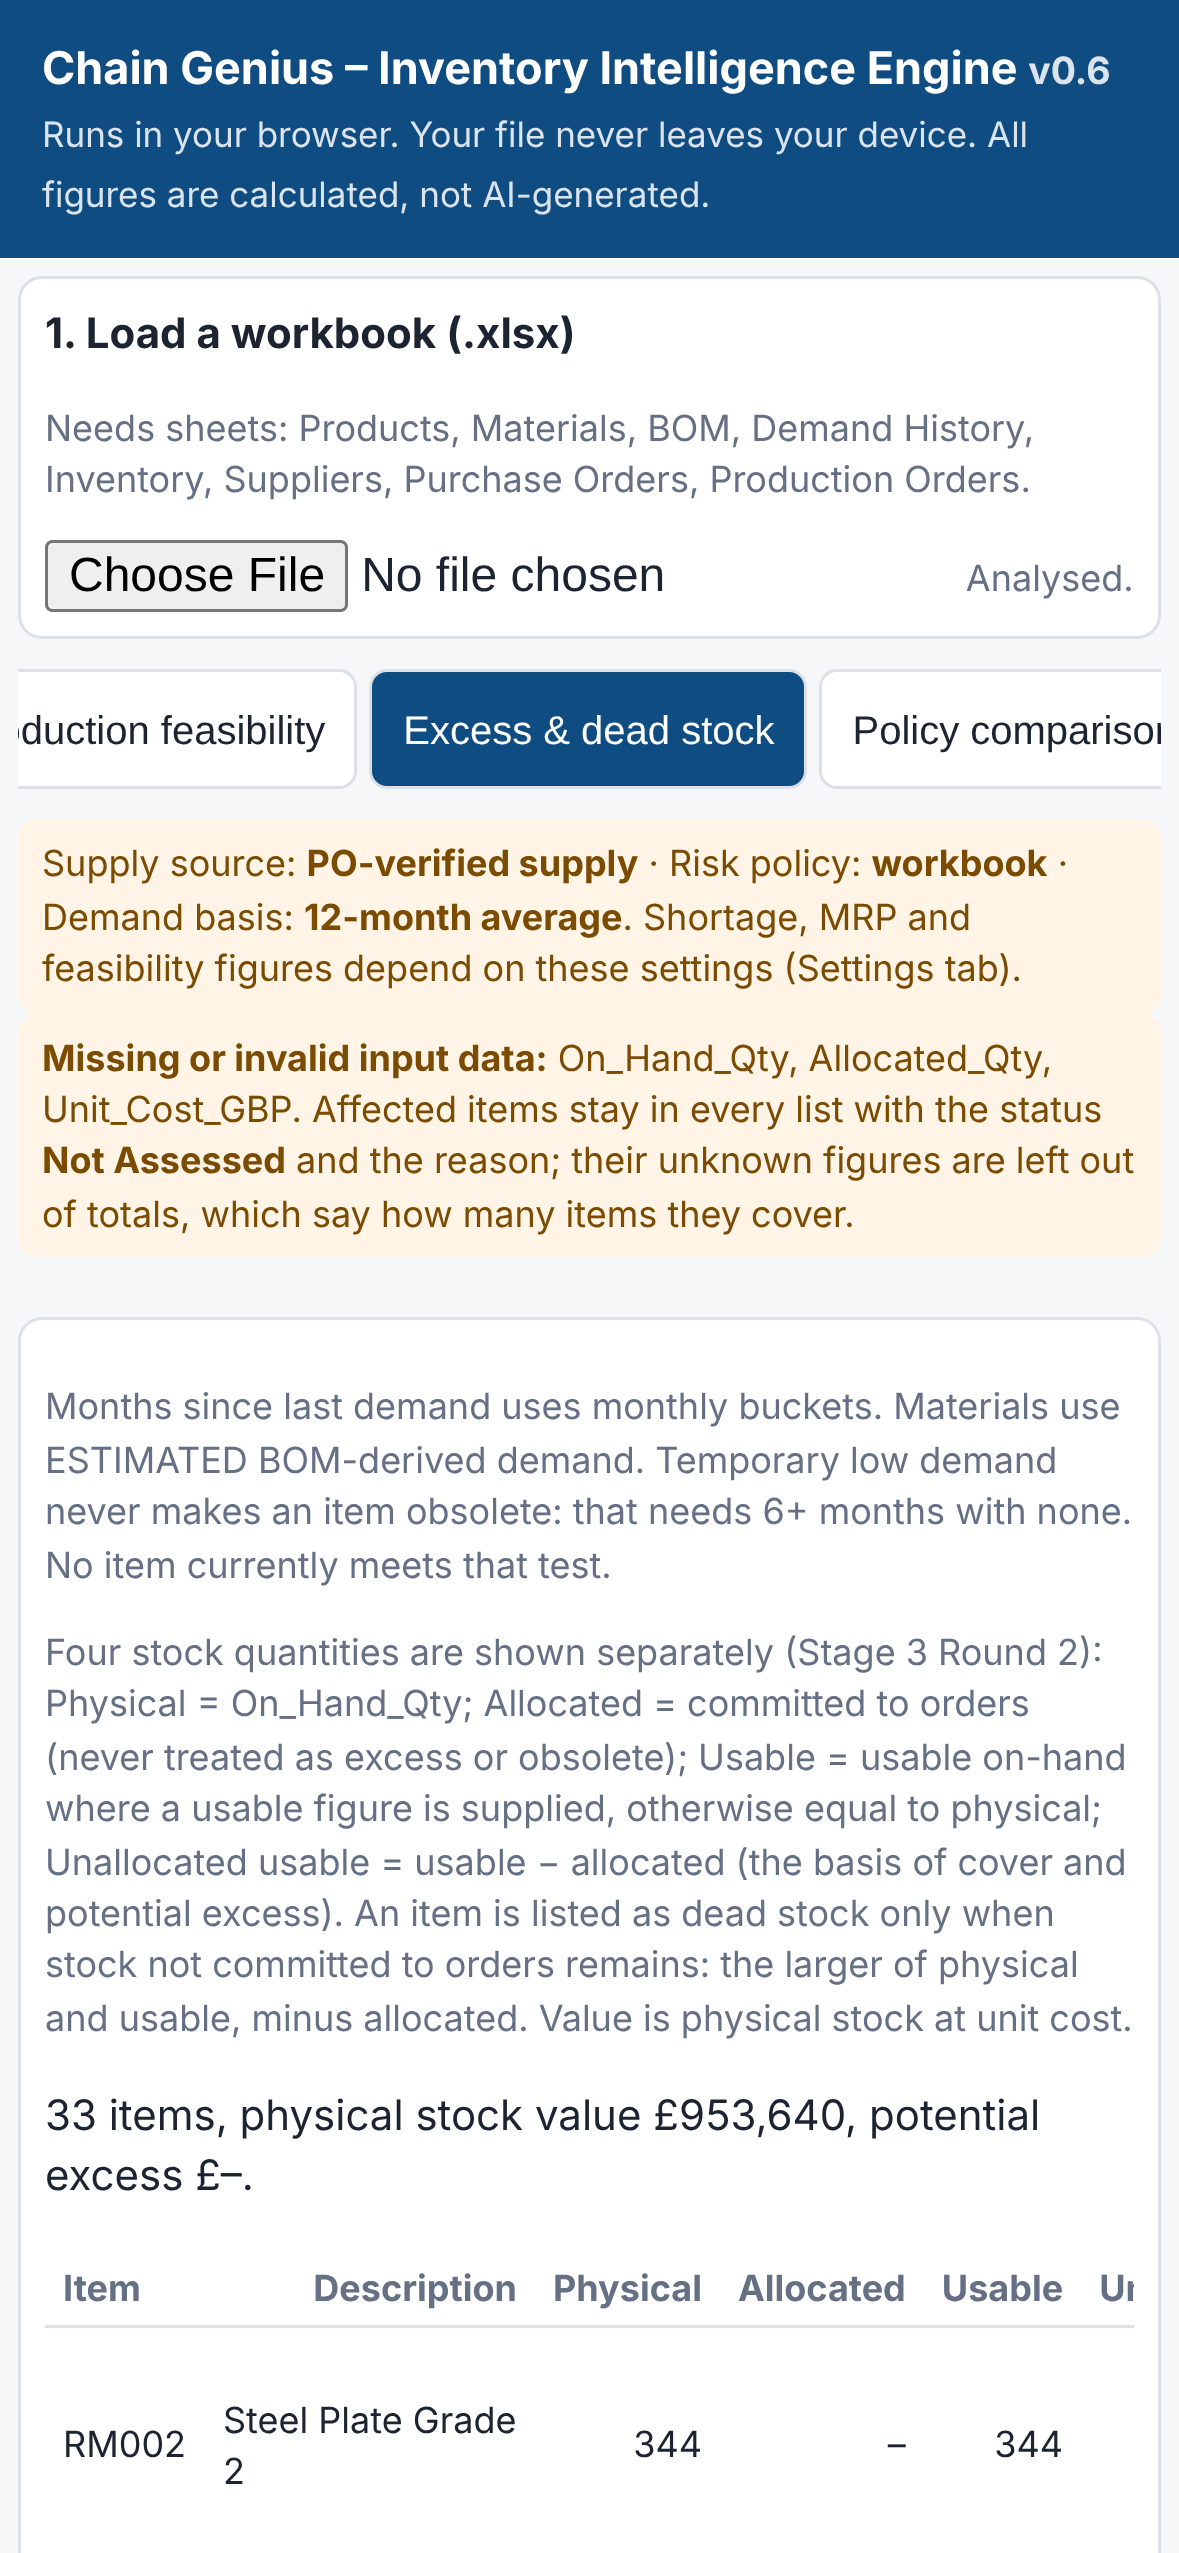 Chain Genius – Inventory Intelligence Engine v0.6
Runs in your browser. Your file never leaves your device. All
figures are calculated, not AI-generated.
1. Load a workbook (.xlsx)
Needs sheets: Products, Materials, BOM, Demand History,
Inventory, Suppliers, Purchase Orders, Production Orders.
Choose File No file chosen Analysed.
oduction feasibility Excess & dead stock Policy comparison
Supply source: PO-verified supply · Risk policy: workbook ·
Demand basis: 12-month average. Shortage, MRP and
feasibility figures depend on these settings (Settings tab).
Missing or invalid input data: On_Hand_Qty, Allocated_Qty,
Unit_Cost_GBP. Affected items stay in every list with the status
Not Assessed and the reason; their unknown figures are left out
of totals, which say how many items they cover.
Months since last demand uses monthly buckets. Materials use
ESTIMATED BOM-derived demand. Temporary low demand
never makes an item obsolete: that needs 6+ months with none.
No item currently meets that test.
Four stock quantities are shown separately (Stage 3 Round 2):
Physical = On_Hand_Qty; Allocated = committed to orders
(never treated as excess or obsolete); Usable = usable on-hand
where a usable figure is supplied, otherwise equal to physical;
Unallocated usable = usable – allocated (the basis of cover and
potential excess). An item is listed as dead stock only when
stock not committed to orders remains: the larger of physical
and usable, minus allocated. Value is physical stock at unit cost.
33 items, physical stock value £953,640, potential
excess £–.
Item Description Physical Allocated Usable Un
RM002 Steel Plate Grade 344 – 344
2